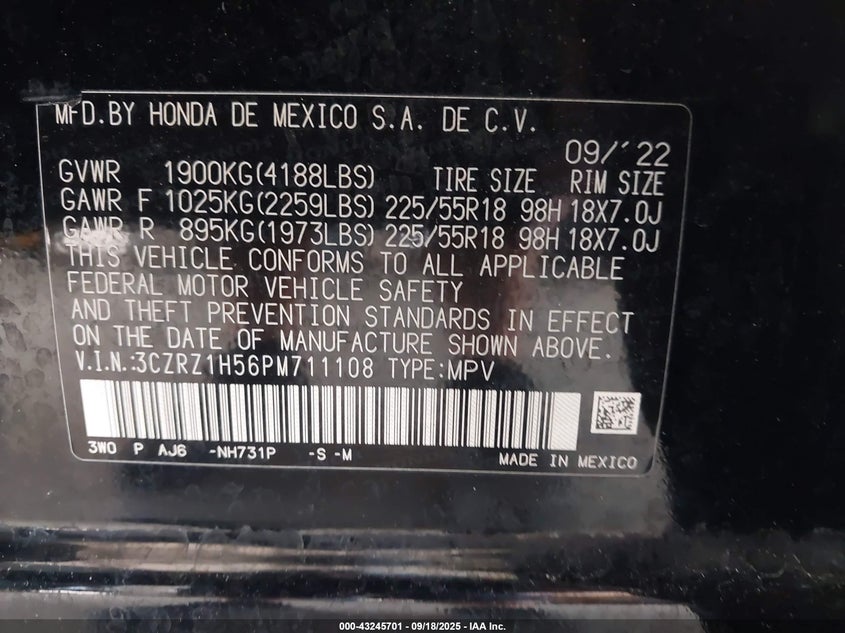 MFD.BY HONDA DE MEXICO S.A. DE C.V.
09/'22
GVWR 1900KG(4188LBS) TIRE SIZE RIM SIZE
GAWR F 1025KG(2259LBS) 225/55R18 98H 18X7.0J
GAWR R 895KG(1973LBS) 225/55R18 98H 18X7.0J
THIS VEHICLE CONFORMS TO ALL APPLICABLE
FEDERAL MOTOR VEHICLE SAFETY
AND THEFT PREVENTION STANDARDS IN EFFECT
ON THE DATE OF MANUFACTURE SHOWN ABOVE.
V.I.N.:3CZRZ1H56PM711108 TYPE:MPV
3W0 P AJ6 -NH731P -S -M
MADE IN MEXICO
000-43245701 - 09/18/2025 - IAA Inc.